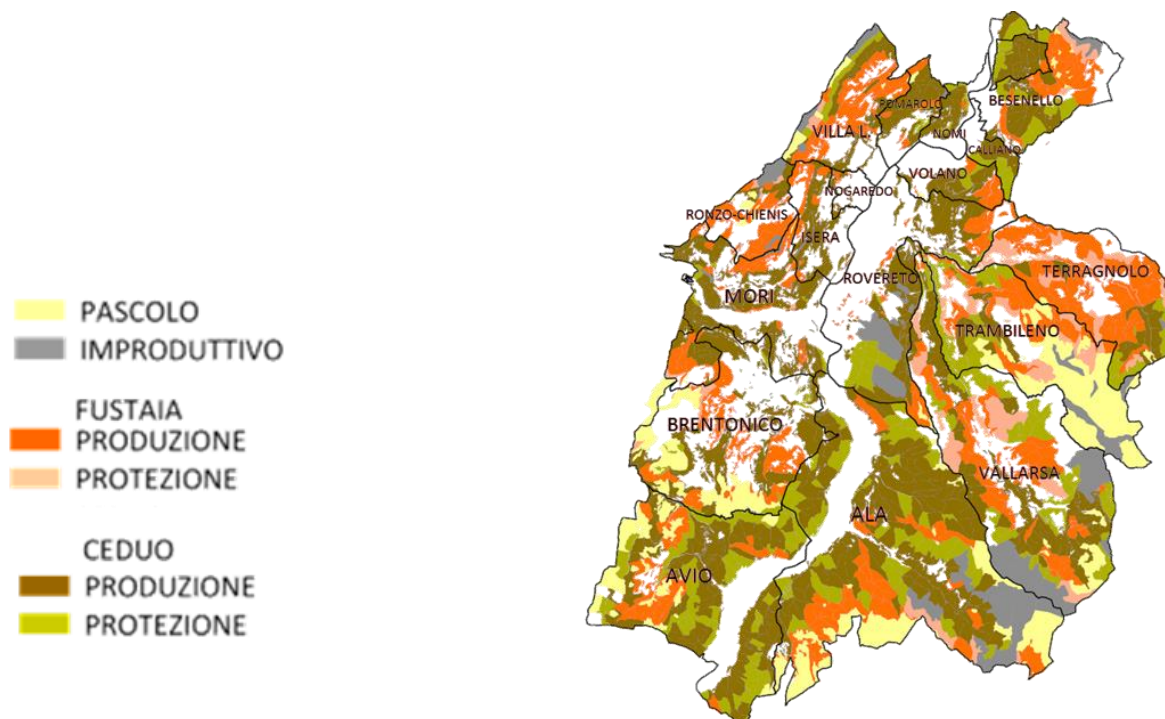 PASCOLO
IMPRODUTTIVO
FUSTAIA
PRODUZIONE
PROTEZIONE
CEDUO
PRODUZIONE
PROTEZIONE
BESENELLO
POMAROLO
VILLA L.
NOMI
CALLIANO
VOLANO
NOGAREDO
RONZO-CHIENIS
ISERA
TERRAGNOLO
ROVERETO
MORI
TRAMBILENO
BRENTONICO
VALLARSA
ALA
AVIO